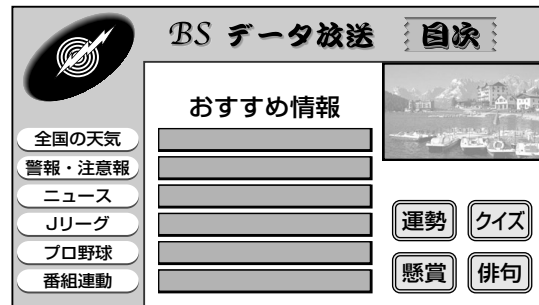 BS データ放送 目次
おすすめ情報
全国の天気
警報・注意報
ニュース
Jリーグ
プロ野球
番組連動
運勢 クイズ
懸賞 俳句